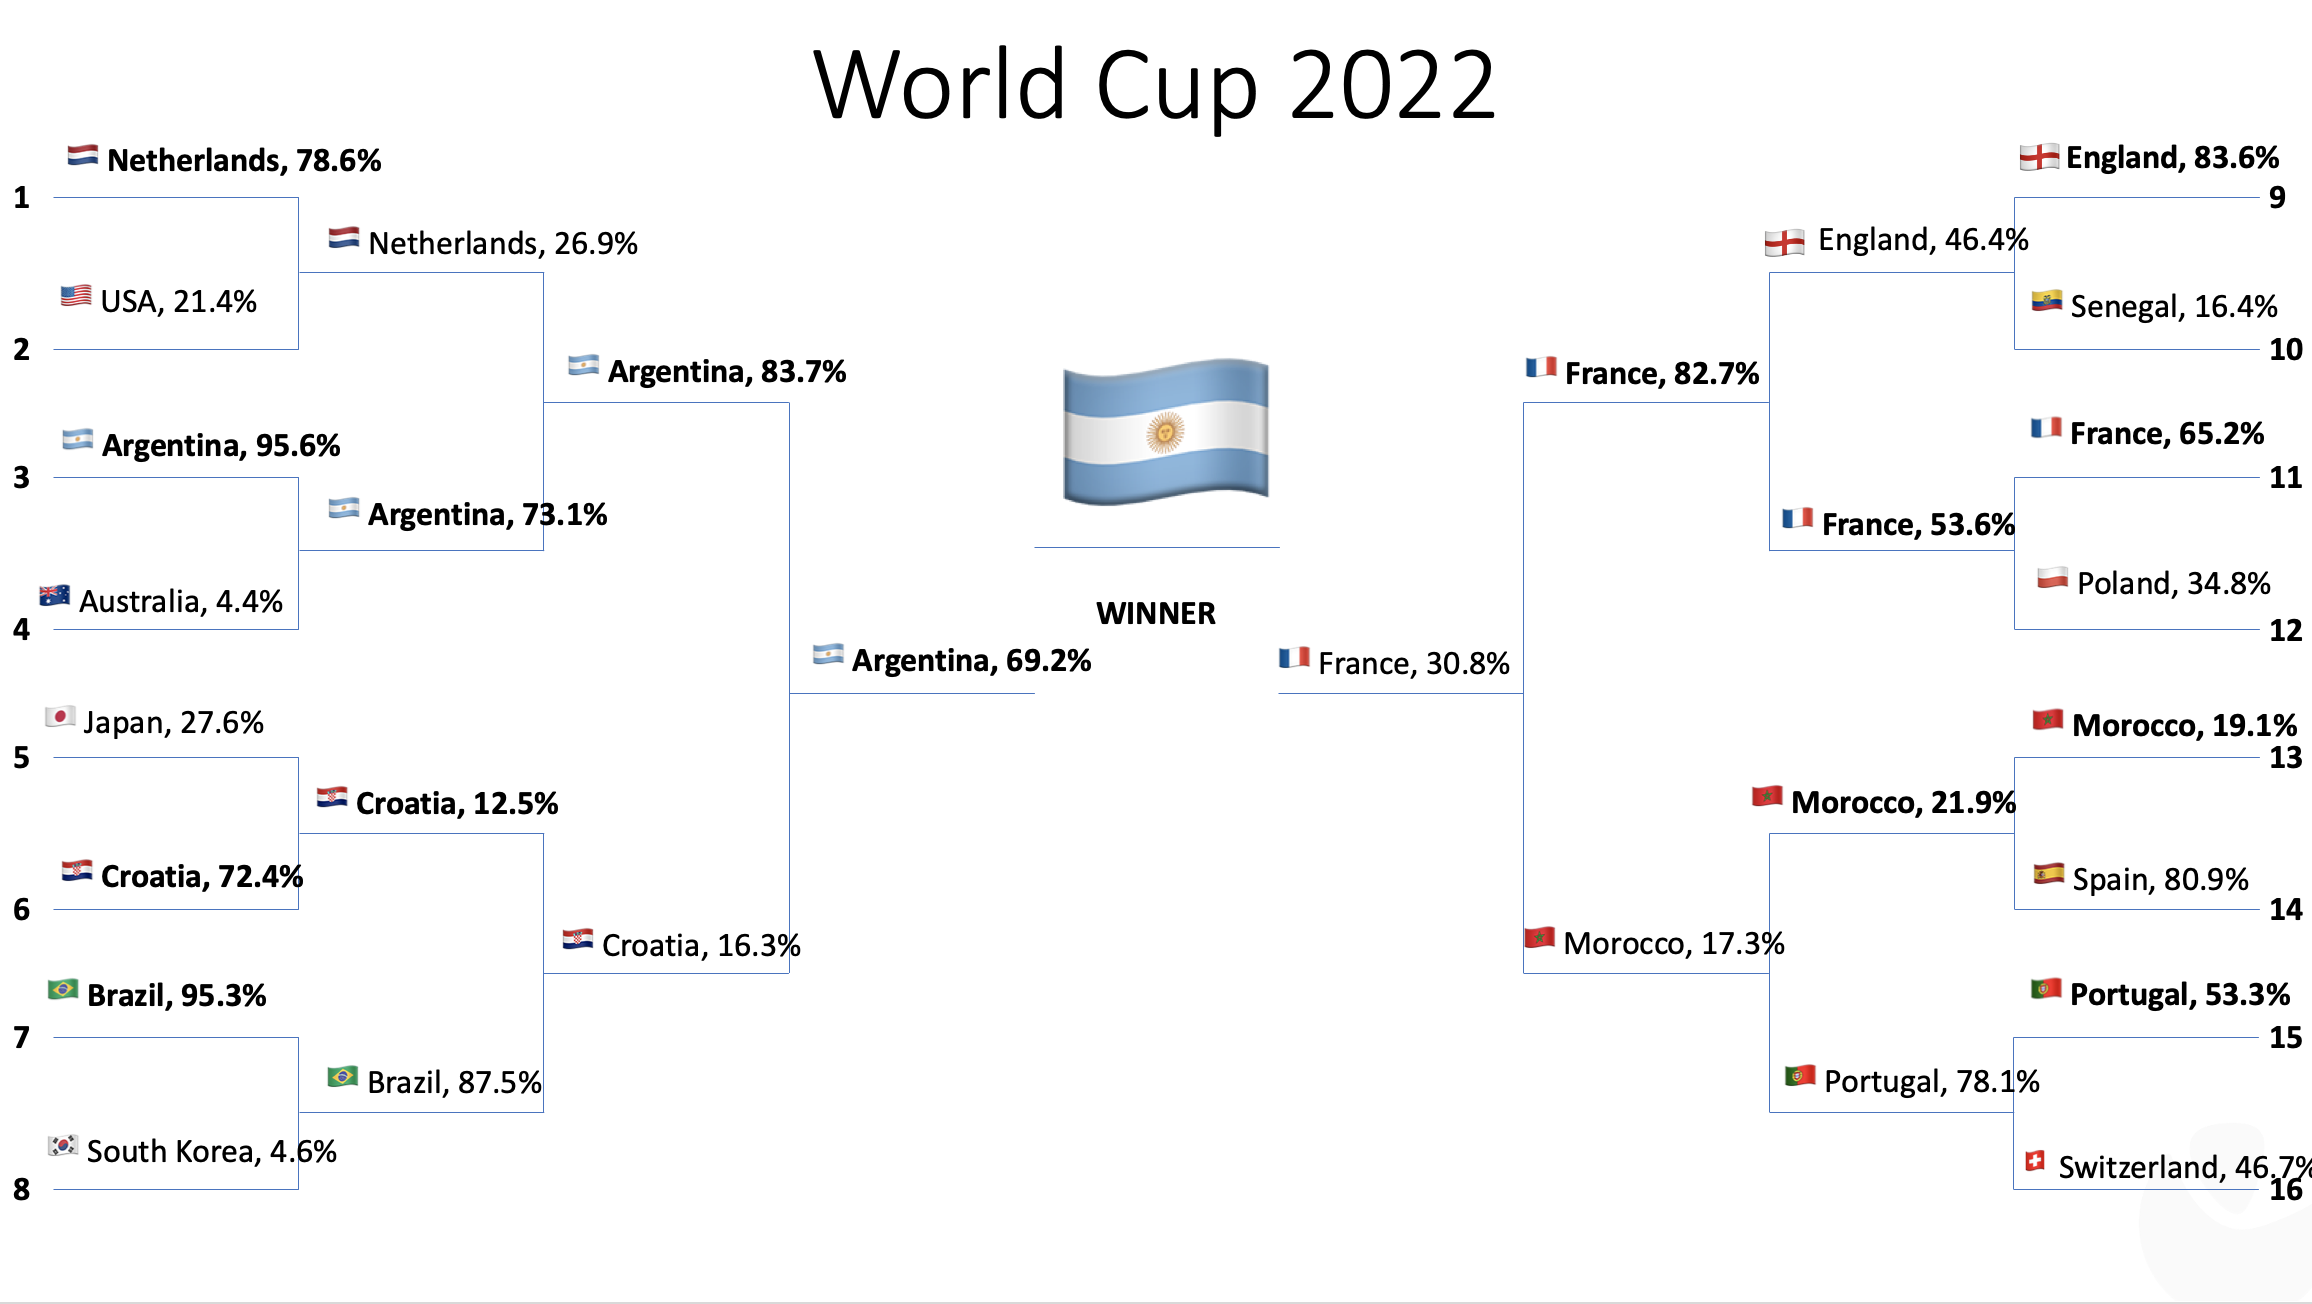 World Cup 2022
Netherlands, 78.6%
1
Netherlands, 26.9%
USA, 21.4%
2
Argentina, 83.7%
Argentina, 95.6%
3
Argentina, 73.1%
Australia, 4.4%
4
Argentina, 69.2%
Japan, 27.6%
5
Croatia, 12.5%
Croatia, 72.4%
6
Croatia, 16.3%
Brazil, 95.3%
7
Brazil, 87.5%
South Korea, 4.6%
8
WINNER
England, 83.6%
9
England, 46.4%
Senegal, 16.4%
10
France, 82.7%
France, 65.2%
11
France, 53.6%
Poland, 34.8%
12
France, 30.8%
Morocco, 19.1%
13
Morocco, 21.9%
Spain, 80.9%
14
Morocco, 17.3%
Portugal, 53.3%
15
Portugal, 78.1%
Switzerland, 46.7%
16